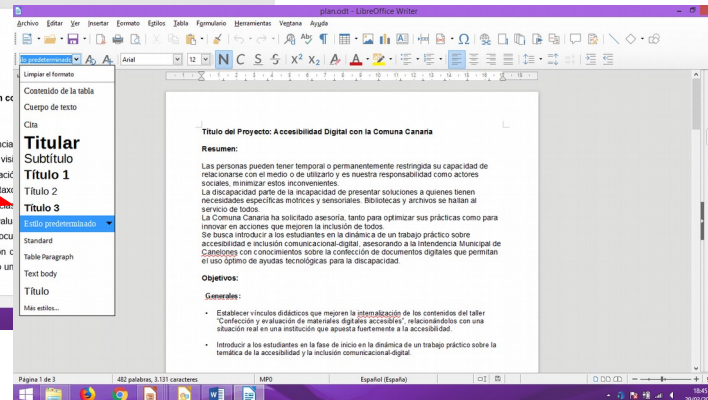 plan.odt - LibreOffice Writer
Archivo Editar Ver Insertar Formato Estilos Tabla Formulario Herramientas Ventana Ayuda
Arial 12 N C S S X² X₂ A
Limpiar el formato
Contenido de la tabla
Cuerpo de texto
Cita
Titular
Subtítulo
Título 1
Título 2
Título 3
Estilo predeterminado
Standard
Table Paragraph
Text body
Título
Más estilos...
Título del Proyecto: Accesibilidad Digital con la Comuna Canaria
Resumen:
Las personas pueden tener temporal o permanentemente restringida su capacidad de
relacionarse con el medio o de utilizarlo y es nuestra responsabilidad como actores
sociales, minimizar estos inconvenientes.
La discapacidad parte de la incapacidad de presentar soluciones a quienes tienen
necesidades específicas motrices y sensoriales. Bibliotecas y archivos se hallan al
servicio de todos.
La Comuna Canaria ha solicitado asesoría, tanto para optimizar sus prácticas como para
innovar en acciones que mejoren la inclusión de todos.
Se busca introducir a los estudiantes en la dinámica de un trabajo práctico sobre
accesibilidad e inclusión comunicacional-digital, asesorando a la Intendencia Municipal de
Canelones con conocimientos sobre la confección de documentos digitales que permitan
el uso óptimo de ayudas tecnológicas para la discapacidad.
Objetivos:
Generales:
• Establecer vínculos didácticos que mejoren la internalización de los contenidos del taller
"Confección y evaluación de materiales digitales accesibles", relacionándolos con una
situación real en una institución que apuesta fuertemente a la accesibilidad.
• Introducir a los estudiantes en la fase de inicio en la dinámica de un trabajo práctico sobre la
temática de la accesibilidad y la inclusión comunicacional-digital.
Página 1 de 3 482 palabras, 3.131 caracteres MP0 Español (España)
18:45